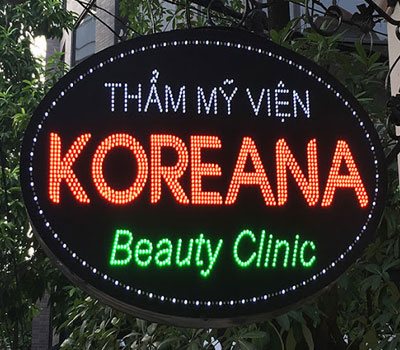 THẨM MỸ VIỆN
KOREANA
Beauty Clinic